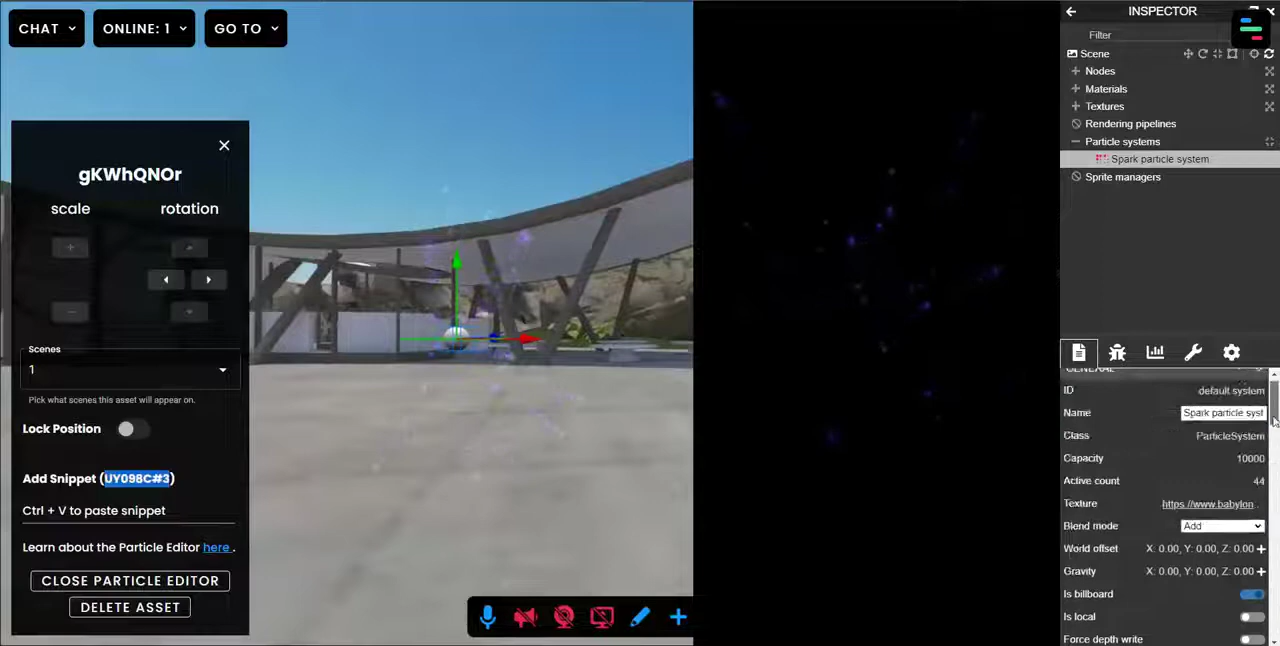 CHAT
ONLINE: 1
GO TO
gKWhQNOr
scale
rotation
Scenes
1
Pick what scenes this asset will appear on.
Lock Position
Add Snippet (UY098C#3)
Ctrl + V to paste snippet
Learn about the Particle Editor here .
CLOSE PARTICLE EDITOR
DELETE ASSET
INSPECTOR
Filter
Scene
Nodes
Materials
Textures
Rendering pipelines
Particle systems
Spark particle system
Sprite managers
GENERAL
ID default.system
Name Spark particle syst
Class ParticleSystem
Capacity 10000
Active count 44
Texture https://www.babylon..
Blend mode Add
World offset X: 0.00, Y: 0.00, Z: 0.00
Gravity X: 0.00, Y: 0.00, Z: 0.00
Is billboard
Is local
Force depth write